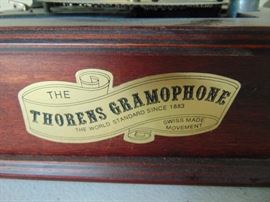 THE
THORENS GRAMOPHONE
THE WORLD STANDARD SINCE 1883
SWISS MADE
MOVEMENT